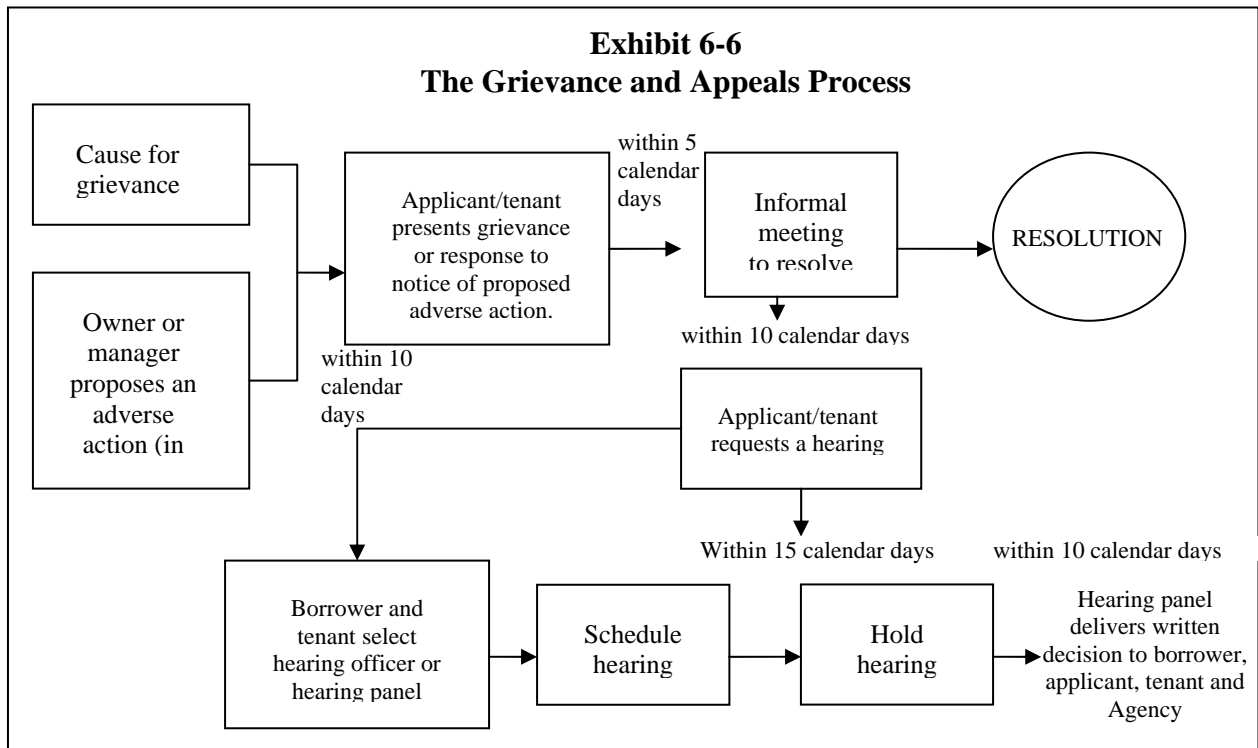 Exhibit 6-6
The Grievance and Appeals Process
Cause for
grievance
Owner or
manager
proposes an
adverse
action (in
within 10
calendar
days
Applicant/tenant
presents grievance
or response to
notice of proposed
adverse action.
within 5
calendar
days
Informal
meeting
to resolve
RESOLUTION
within 10 calendar days
Applicant/tenant
requests a hearing
Within 15 calendar days
within 10 calendar days
Borrower and
tenant select
hearing officer or
hearing panel
Schedule
hearing
Hold
hearing
Hearing panel
delivers written
decision to borrower,
applicant, tenant and
Agency